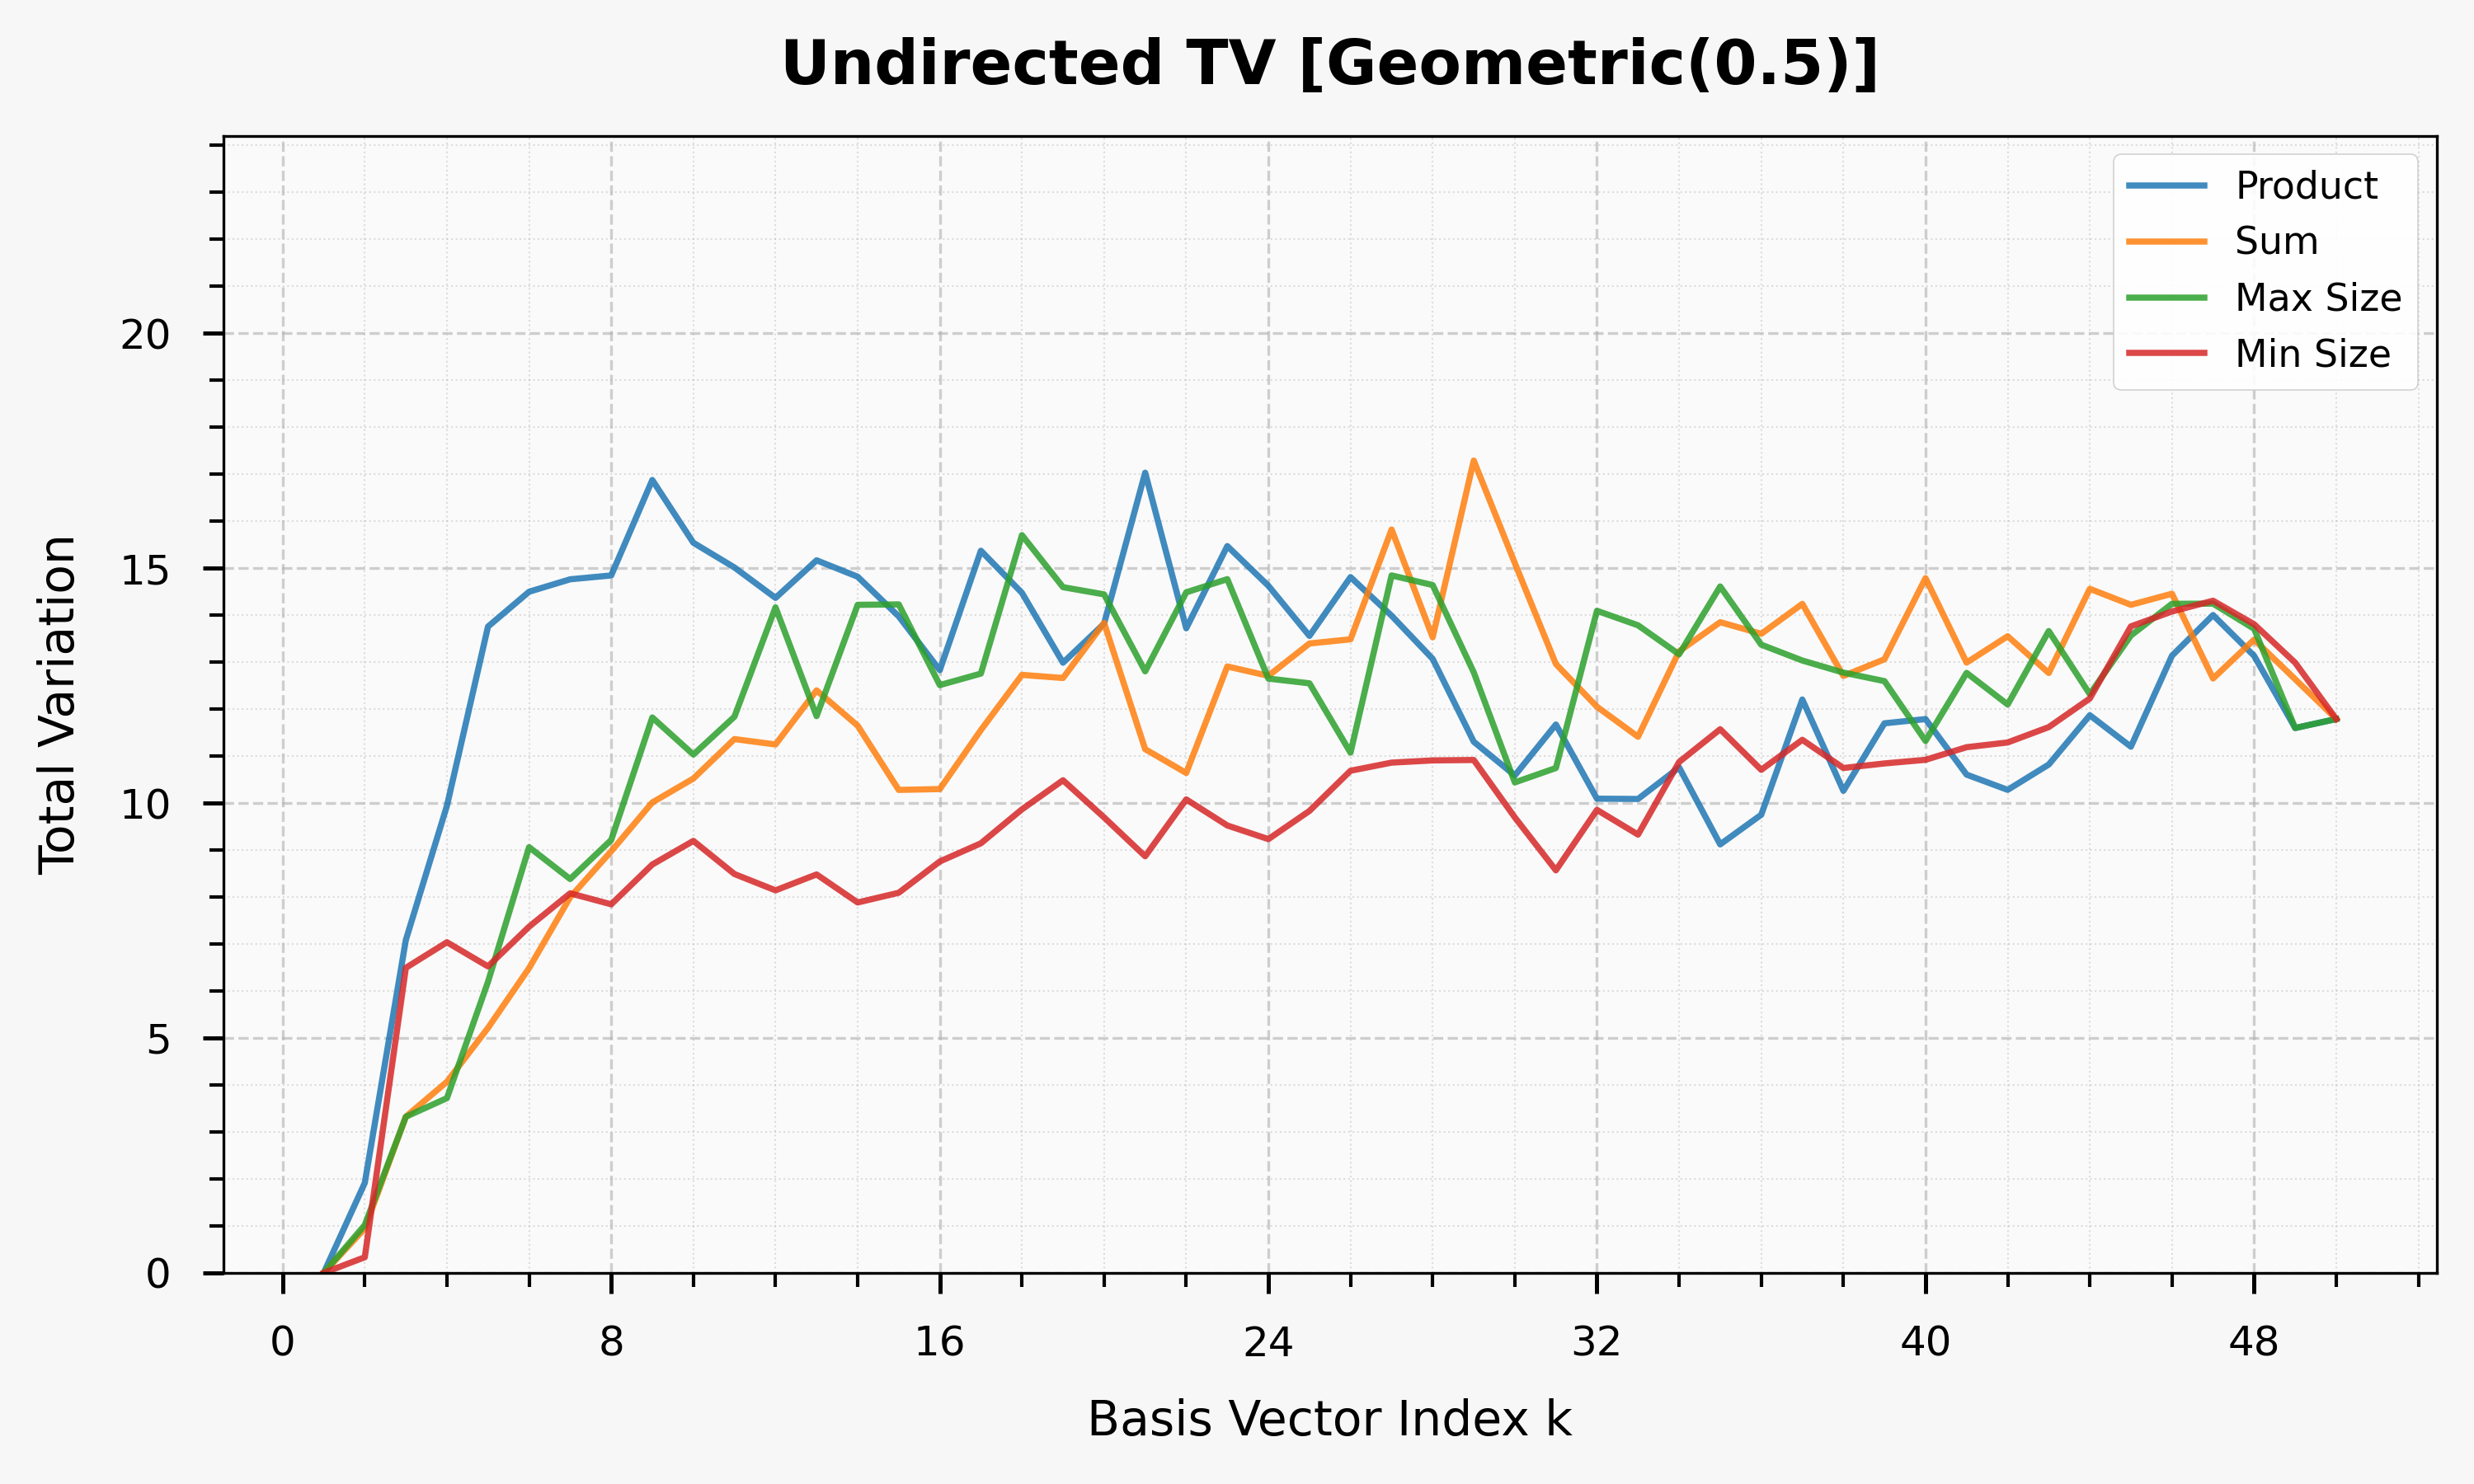 Undirected TV [Geometric(0.5)]
Product
Sum
Max Size
Min Size
Total Variation
20
15
10
5
0
0 8 16 24 32 40 48
Basis Vector Index k